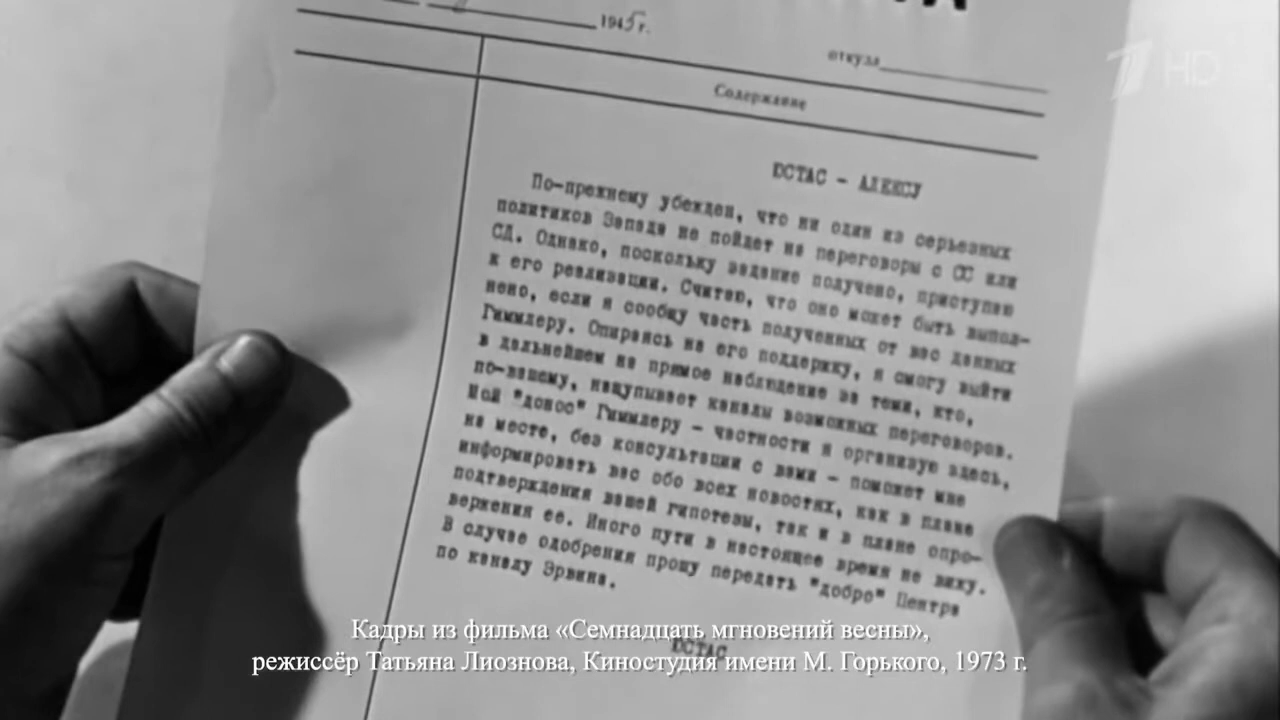 1945 г.
откуда
HD
Содержание
ЮСТАС - АЛЕКСУ
По-прежнему убежден, что ни один из серьезных
политиков Запада не пойдет на переговоры с СС или
СД. Однако, поскольку задание получено, приступаю
к его реализации. Считаю, что оно может быть выпол-
нено, если я сообщу часть полученных от вас данных
Гиммлеру. Опираясь на его поддержку, я смогу выйти
в дальнейшем на прямое наблюдение за теми, кто,
по-вашему, нащупывает каналы возможных переговоров.
Мой "донос" Гиммлеру - частности я организую здесь,
на месте, без консультации с вами - поможет мне
информировать вас обо всех новостях, как в плане
подтверждения вашей гипотезы, так и в плане опро-
вержения ее. Иного пути в настоящее время не вижу.
В случае одобрения прошу передать "добро" Центра
по каналу Эрвина.
ЮСТАС
Кадры из фильма «Семнадцать мгновений весны»,
режиссёр Татьяна Лиознова, Киностудия имени М. Горького, 1973 г.